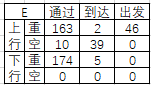 E 通过 到达 出发
上行 重 163 2 46
空 10 39 0
下行 重 174 5 0
空 0 0 0